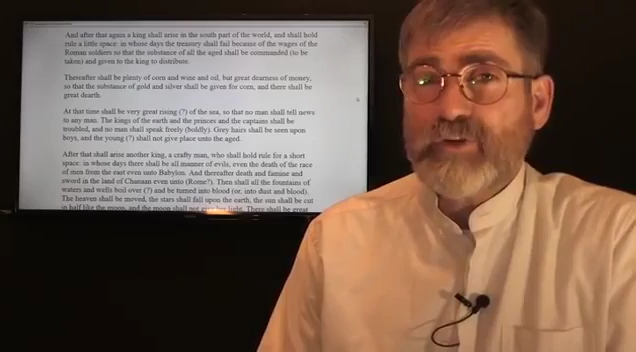 And after that again a king shall arise in the south part of the world, and shall hold
rule a little space: in whose days the treasury shall fail because of the wages of the
Roman soldiers so that the substance of all the aged shall be commanded (to be
taken) and given to the king to distribute.
Thereafter shall be plenty of corn and wine and oil, but great dearness of money,
so that the substance of gold and silver shall be given for corn, and there shall be
great dearth.
At that time shall be very great rising (?) of the sea, so that no man shall tell news
to any man. The kings of the earth and the princes and the captains shall be
troubled, and no man shall speak freely (boldly). Grey hairs shall be seen upon
boys, and the young (?) shall not give place unto the aged.
After that shall arise another king, a crafty man, who shall hold rule for a short
space: in whose days there shall be all manner of evils, even the death of the race
of men from the east even unto Babylon. And thereafter death and famine and
sword in the land of Chanaan even unto (Rome?). Then shall all the fountains of
waters and wells boil over (?) and be turned into blood (or, into dust and blood).
The heaven shall be moved, the stars shall fall upon the earth, the sun shall be cut
in half like the moon, and the moon shall not give her light. There shall be great